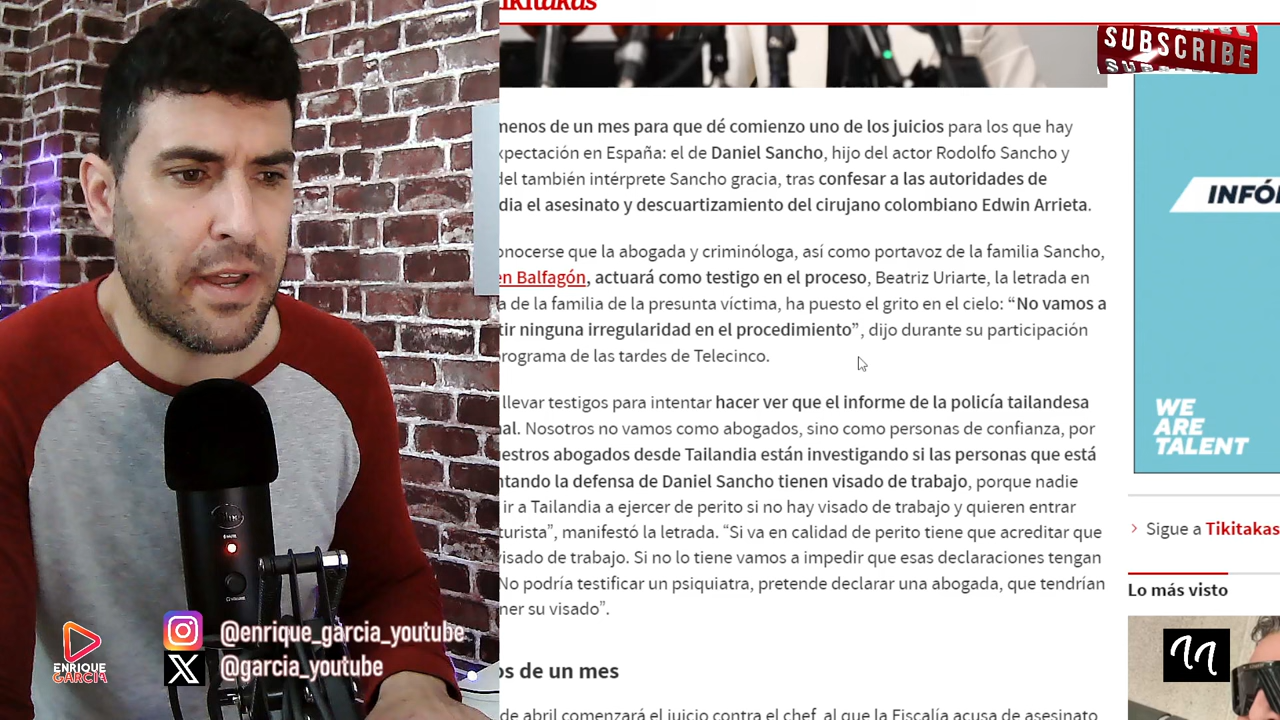 Tikitakas
SUBSCRIBE
menos de un mes para que dé comienzo uno de los juicios para los que hay
expectación en España: el de Daniel Sancho, hijo del actor Rodolfo Sancho y
del también intérprete Sancho gracia, tras confesar a las autoridades de
dia el asesinato y descuartizamiento del cirujano colombiano Edwin Arrieta.
onocerse que la abogada y criminóloga, así como portavoz de la familia Sancho,
en Balfagón, actuará como testigo en el proceso, Beatriz Uriarte, la letrada en
a de la familia de la presunta víctima, ha puesto el grito en el cielo: “No vamos a
tir ninguna irregularidad en el procedimiento”, dijo durante su participación
programa de las tardes de Telecinco.
llevar testigos para intentar hacer ver que el informe de la policía tailandesa
al. Nosotros no vamos como abogados, sino como personas de confianza, por
estros abogados desde Tailandia están investigando si las personas que está
ntando la defensa de Daniel Sancho tienen visado de trabajo, porque nadie
ir a Tailandia a ejercer de perito si no hay visado de trabajo y quieren entrar
turista”, manifestó la letrada. “Si va en calidad de perito tiene que acreditar que
visado de trabajo. Si no lo tiene vamos a impedir que esas declaraciones tengan
No podría testificar un psiquiatra, pretende declarar una abogada, que tendrían
ner su visado”.
os de un mes
de abril comenzará el juicio contra el chef, al que la Fiscalía acusa de asesinato
INFÓ
WE
ARE
TALENT
Sigue a Tikitakas
Lo más visto
@enrique_garcia_youtube
@garcia_youtube
ENRIQUE
GARCIA